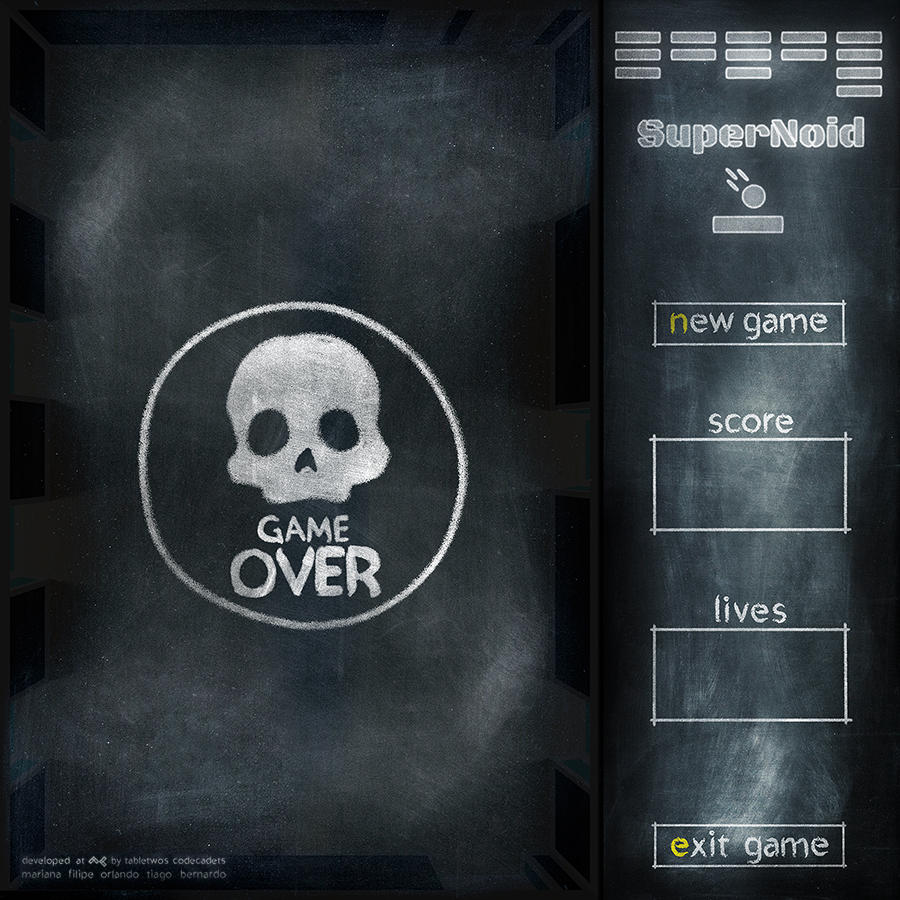 SuperNoid
new game
score
lives
exit game
GAME
OVER
developed at by tabletwos codecadets
mariana filipe orlando tiago bernardo